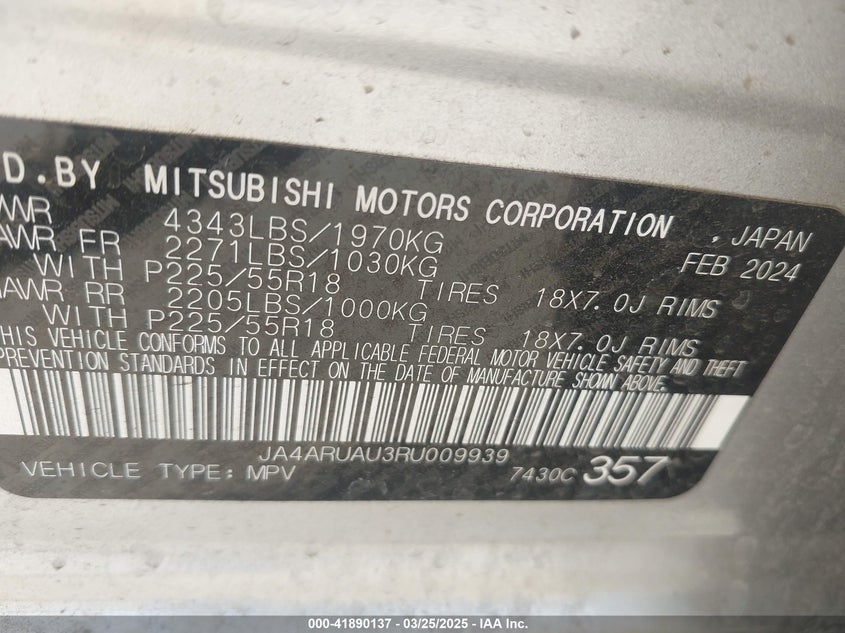 D.BY MITSUBISHI MOTORS CORPORATION , JAPAN
WR 4343LBS/1970KG FEB 2024
AWR FR 2271LBS/1030KG
WITH P225/55R18 TIRES 18X7.0J RIMS
AWR RR 2205LBS/1000KG
WITH P225/55R18 TIRES 18X7.0J RIMS
HIS VEHICLE CONFORMS TO ALL APPLICABLE FEDERAL MOTOR VEHICLE SAFETY AND THEFT
PREVENTION STANDARDS IN EFFECT ON THE DATE OF MANUFACTURE SHOWN ABOVE.
JA4ARUAU3RU009939
VEHICLE TYPE: MPV 7430C 357
000-41890137 - 03/25/2025 - IAA Inc.